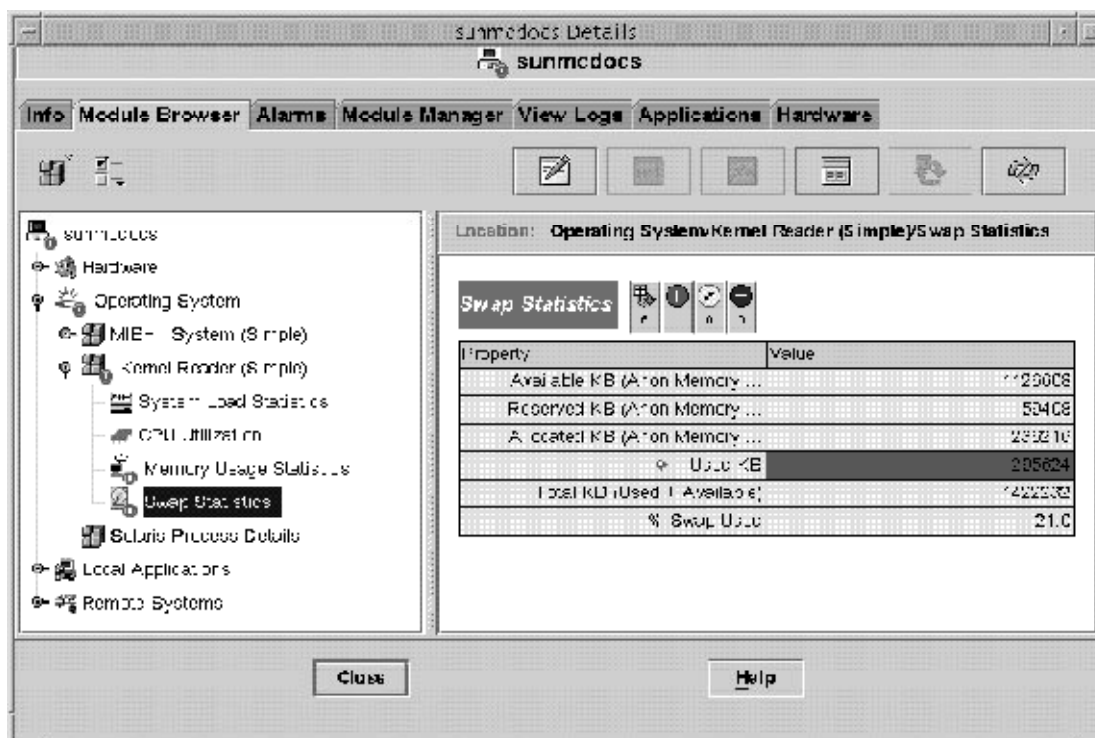 sunmcdocs Details
sunmcdocs
Info Module Browser Alarms Module Manager View Logs Applications Hardware
sunmcdocs
Hardware
Operating System
System (Simple)
Kernel Reader (Simple)
System Load Statistics
CPU Utilization
Memory Usage Statistics
Swap Statistics
Solaris Process Details
Local Applications
Remote Systems
Location: Operating System/Kernel Reader (Simple)/Swap Statistics
Swap Statistics
Property Value
Available KB (Anon Memory ...
Reserved KB (Anon Memory ...
Allocated KB (Anon Memory ...
Used KB
Total KB (Used + Available)
% Swap Used 21.0
Close Help